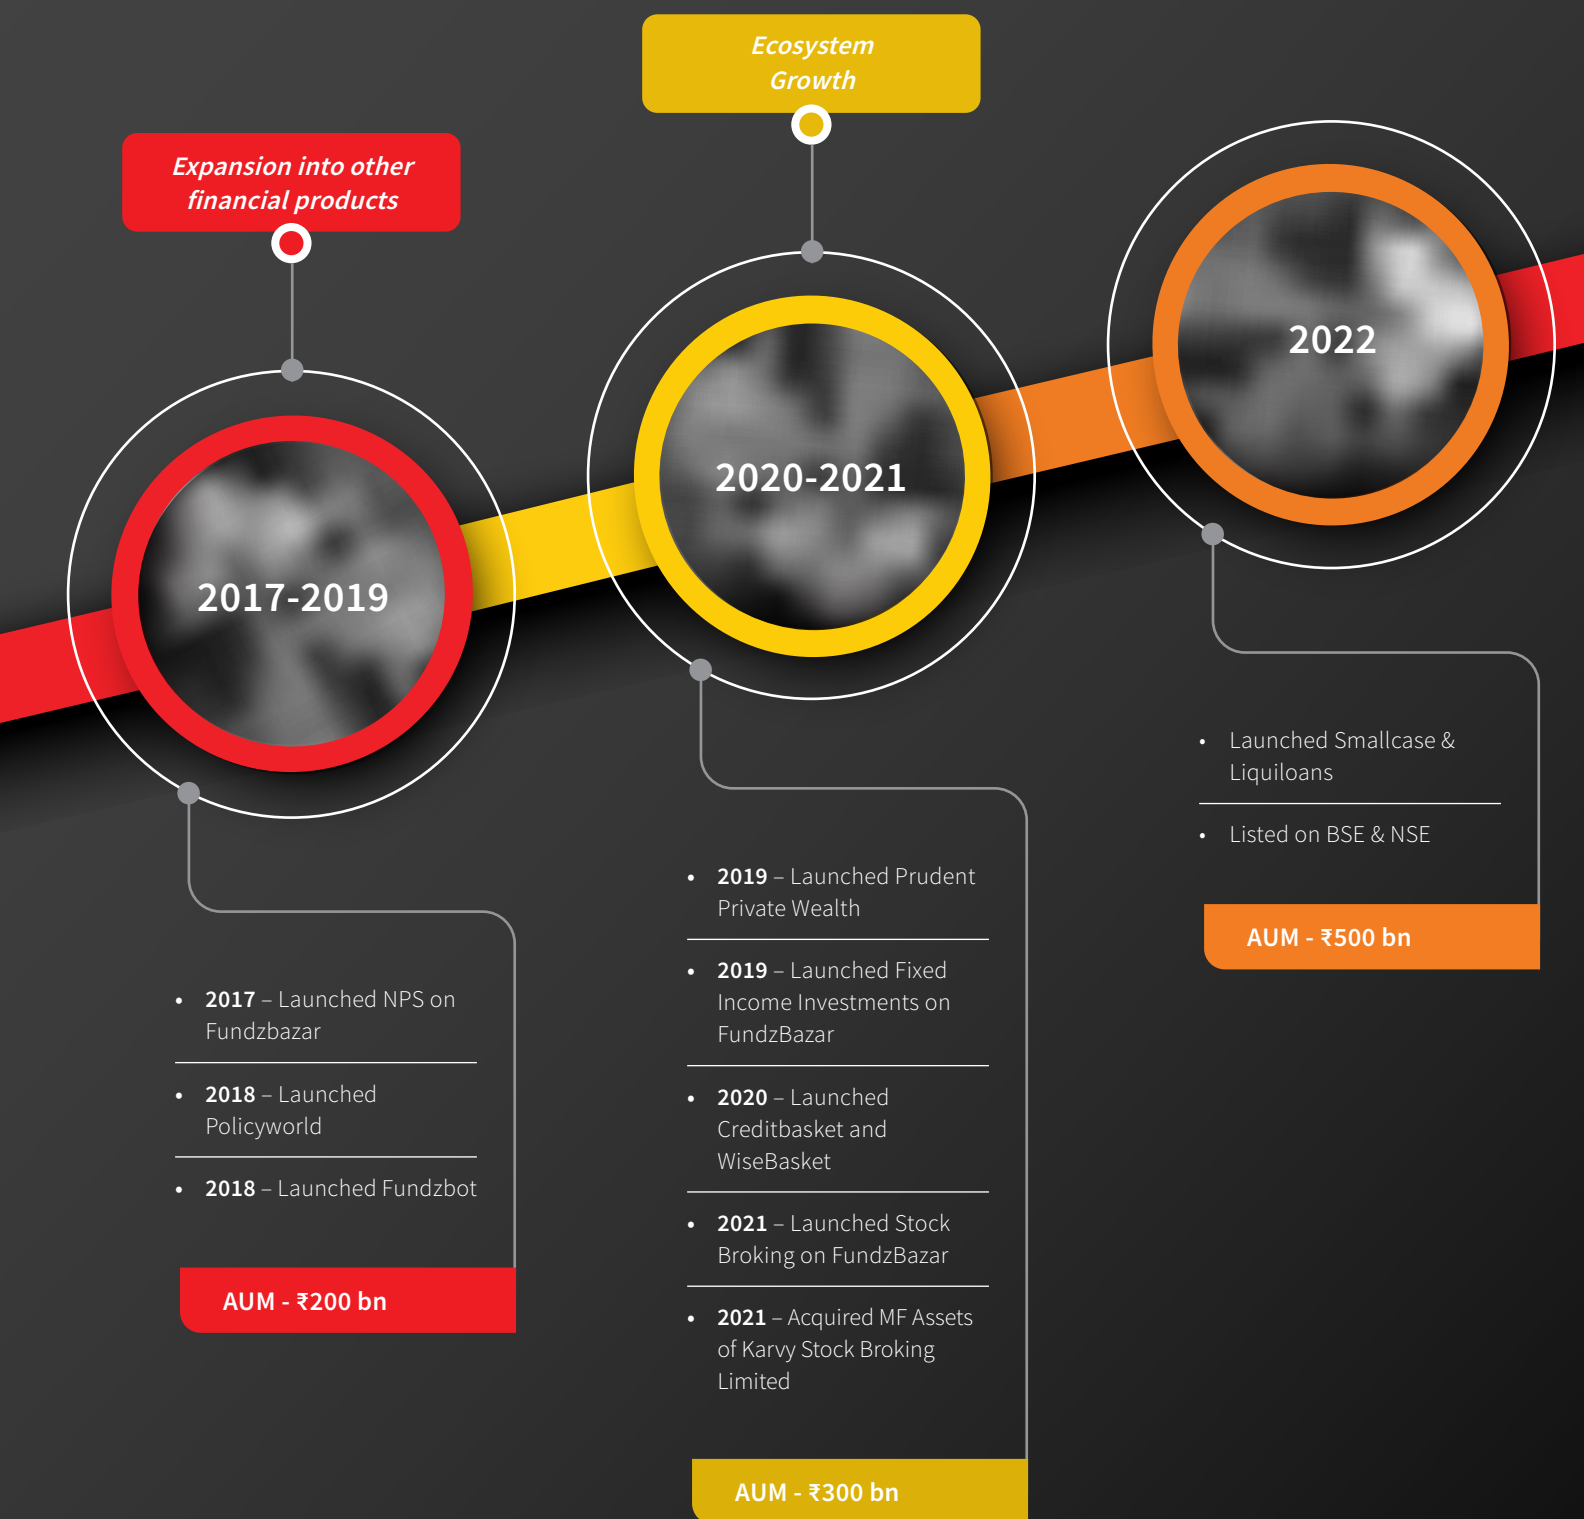 Expansion into other
financial products
2017-2019
• 2017 – Launched NPS on
Fundzbazar
• 2018 – Launched
Policyworld
• 2018 – Launched Fundzbot
AUM - ₹200 bn
Ecosystem
Growth
2020-2021
• 2019 – Launched Prudent
Private Wealth
• 2019 – Launched Fixed
Income Investments on
FundzBazar
• 2020 – Launched
Creditbasket and
WiseBasket
• 2021 – Launched Stock
Broking on FundzBazar
• 2021 – Acquired MF Assets
of Karvy Stock Broking
Limited
AUM - ₹300 bn
2022
• Launched Smallcase &
Liquiloans
• Listed on BSE & NSE
AUM - ₹500 bn